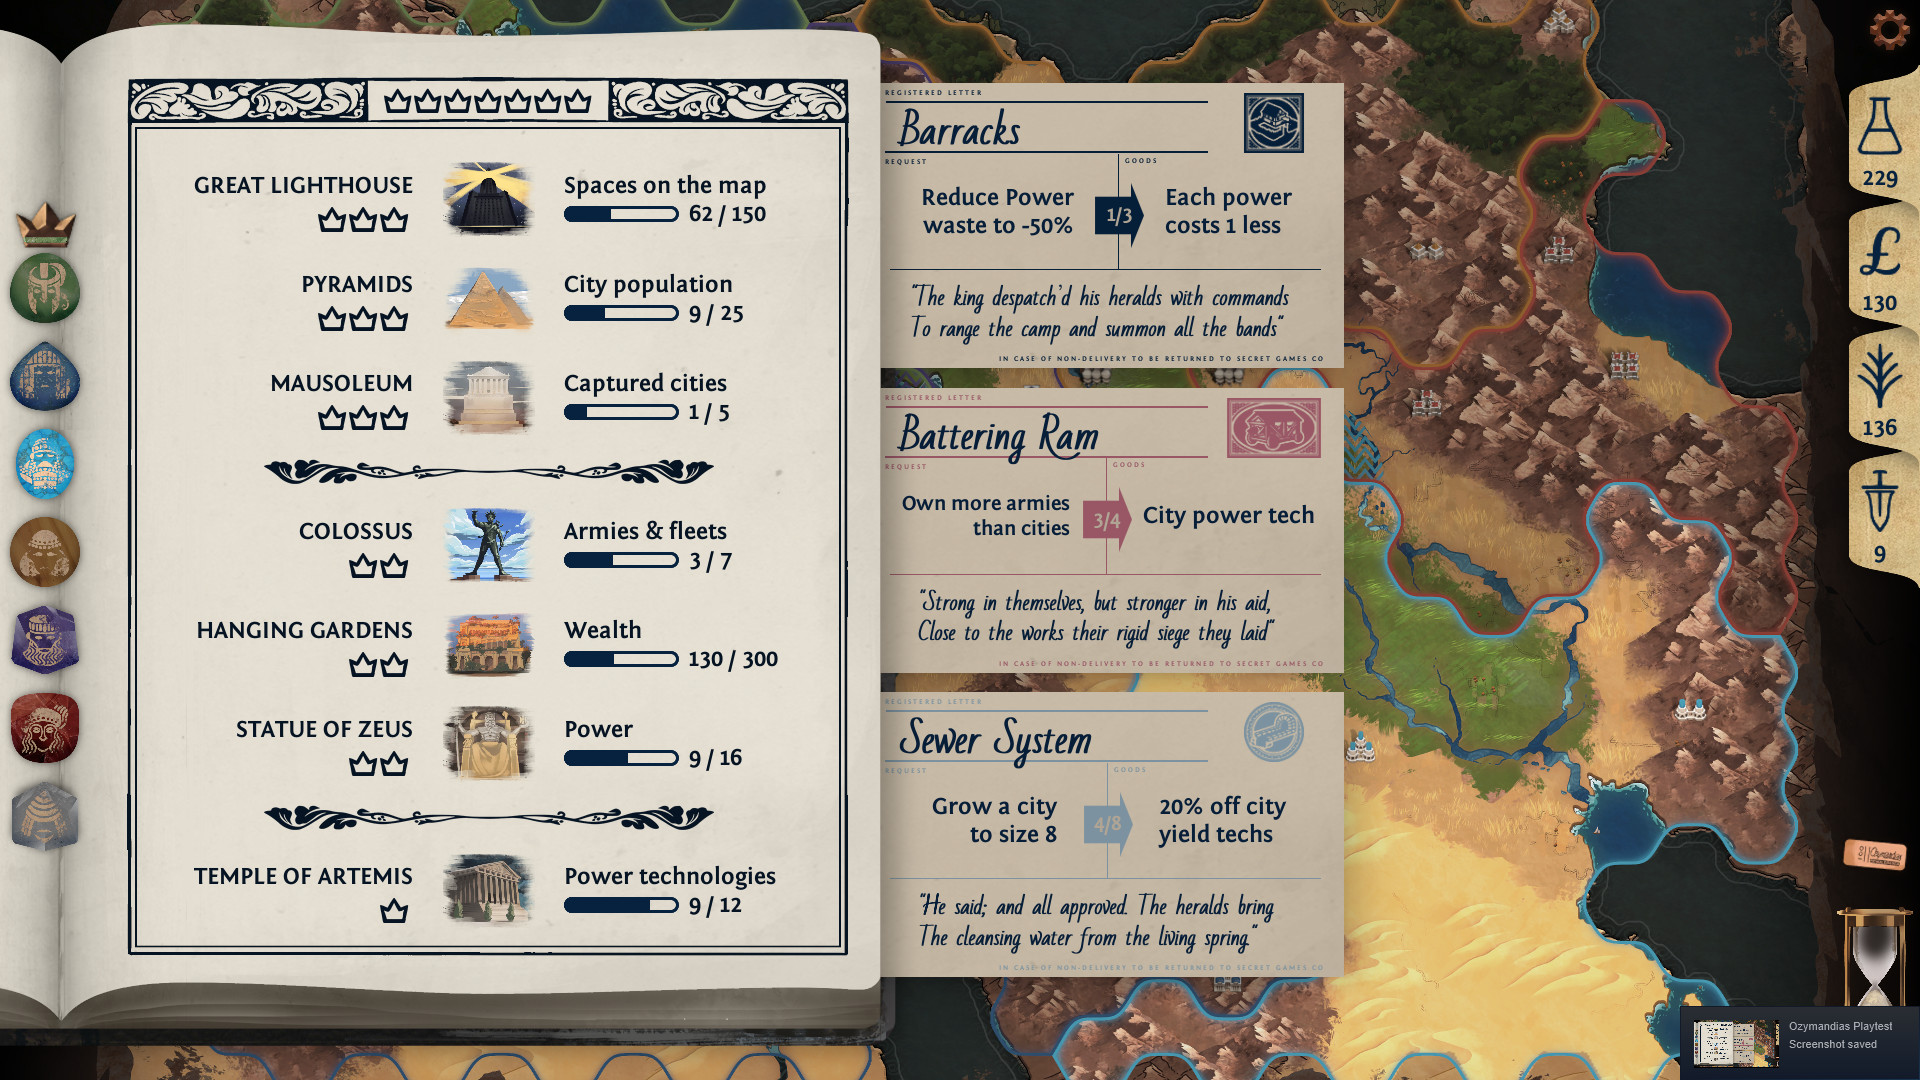 GREAT LIGHTHOUSE
Spaces on the map
62 / 150
PYRAMIDS
City population
9 / 25
MAUSOLEUM
Captured cities
1 / 5
COLOSSUS
Armies & fleets
3 / 7
HANGING GARDENS
Wealth
130 / 300
STATUE OF ZEUS
Power
9 / 16
TEMPLE OF ARTEMIS
Power technologies
9 / 12
REGISTERED LETTER
Barracks
REQUEST
GOODS
Reduce Power
waste to -50%
1/3
Each power
costs 1 less
"The king despatch'd his heralds with commands
To range the camp and summon all the bands"
IN CASE OF NON-DELIVERY TO BE RETURNED TO SECRET GAMES CO
REGISTERED LETTER
Battering Ram
REQUEST
GOODS
Own more armies
than cities
3/4
City power tech
"Strong in themselves, but stronger in his aid,
Close to the works their rigid siege they laid"
IN CASE OF NON-DELIVERY TO BE RETURNED TO SECRET GAMES CO
REGISTERED LETTER
Sewer System
REQUEST
GOODS
Grow a city
to size 8
4/8
20% off city
yield techs
"He said; and all approved. The heralds bring
The cleansing water from the living spring."
IN CASE OF NON-DELIVERY TO BE RETURNED TO SECRET GAMES CO
229
£
130
136
9
Ozymandias Playtest
Screenshot saved